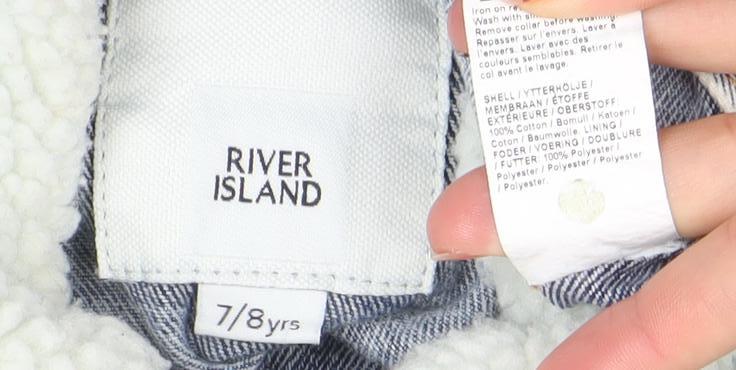 RIVER
ISLAND
7/8yrs
Iron on re
Wash with
Remove collar before washing.
Repasser sur l'envers. Laver à
l'envers. Laver avec des
couleurs semblables. Retirer le
col avant le lavage.
SHELL / YTTERHÖLJE /
MEMBRAAN / ÉTOFFE
EXTÉRIEURE / OBERSTOFF:
100% Cotton / Bomull / Katoen /
Coton / Baumwolle. LINING /
FODER / VOERING / DOUBLURE
/ FUTTER: 100% Polyester /
Polyester / Polyester / Polyester
/ Polyester.